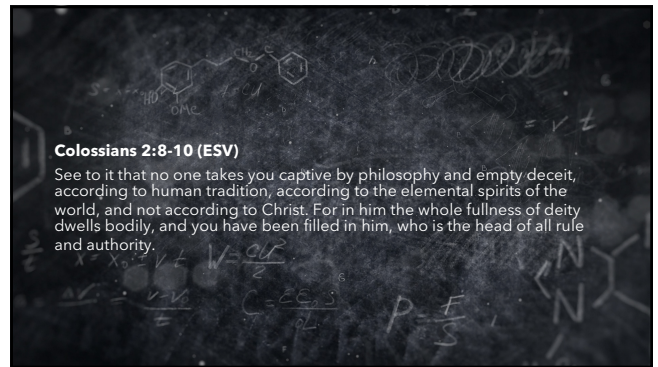 Colossians 2:8-10 (ESV)
See to it that no one takes you captive by philosophy and empty deceit,
according to human tradition, according to the elemental spirits of the
world, and not according to Christ. For in him the whole fullness of deity
dwells bodily, and you have been filled in him, who is the head of all rule
and authority.
HO
OMe
= v t
N
N
P = F
S